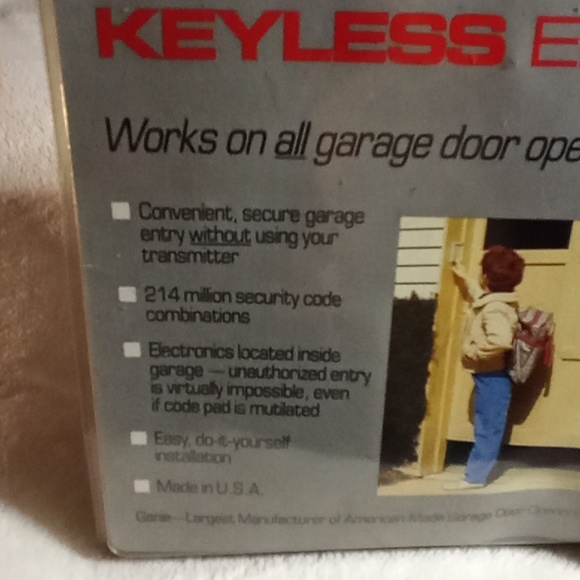 KEYLESS E
Works on all garage door ope
Convenient, secure garage
entry without using your
transmitter
214 million security code
combinations
Electronics located inside
garage — unauthorized entry
is virtually impossible, even
if code pad is mutilated
Easy, do-it-yourself
installation
Made in U.S.A.
Genie—Largest Manufacturer of American-Made Garage Door Openers